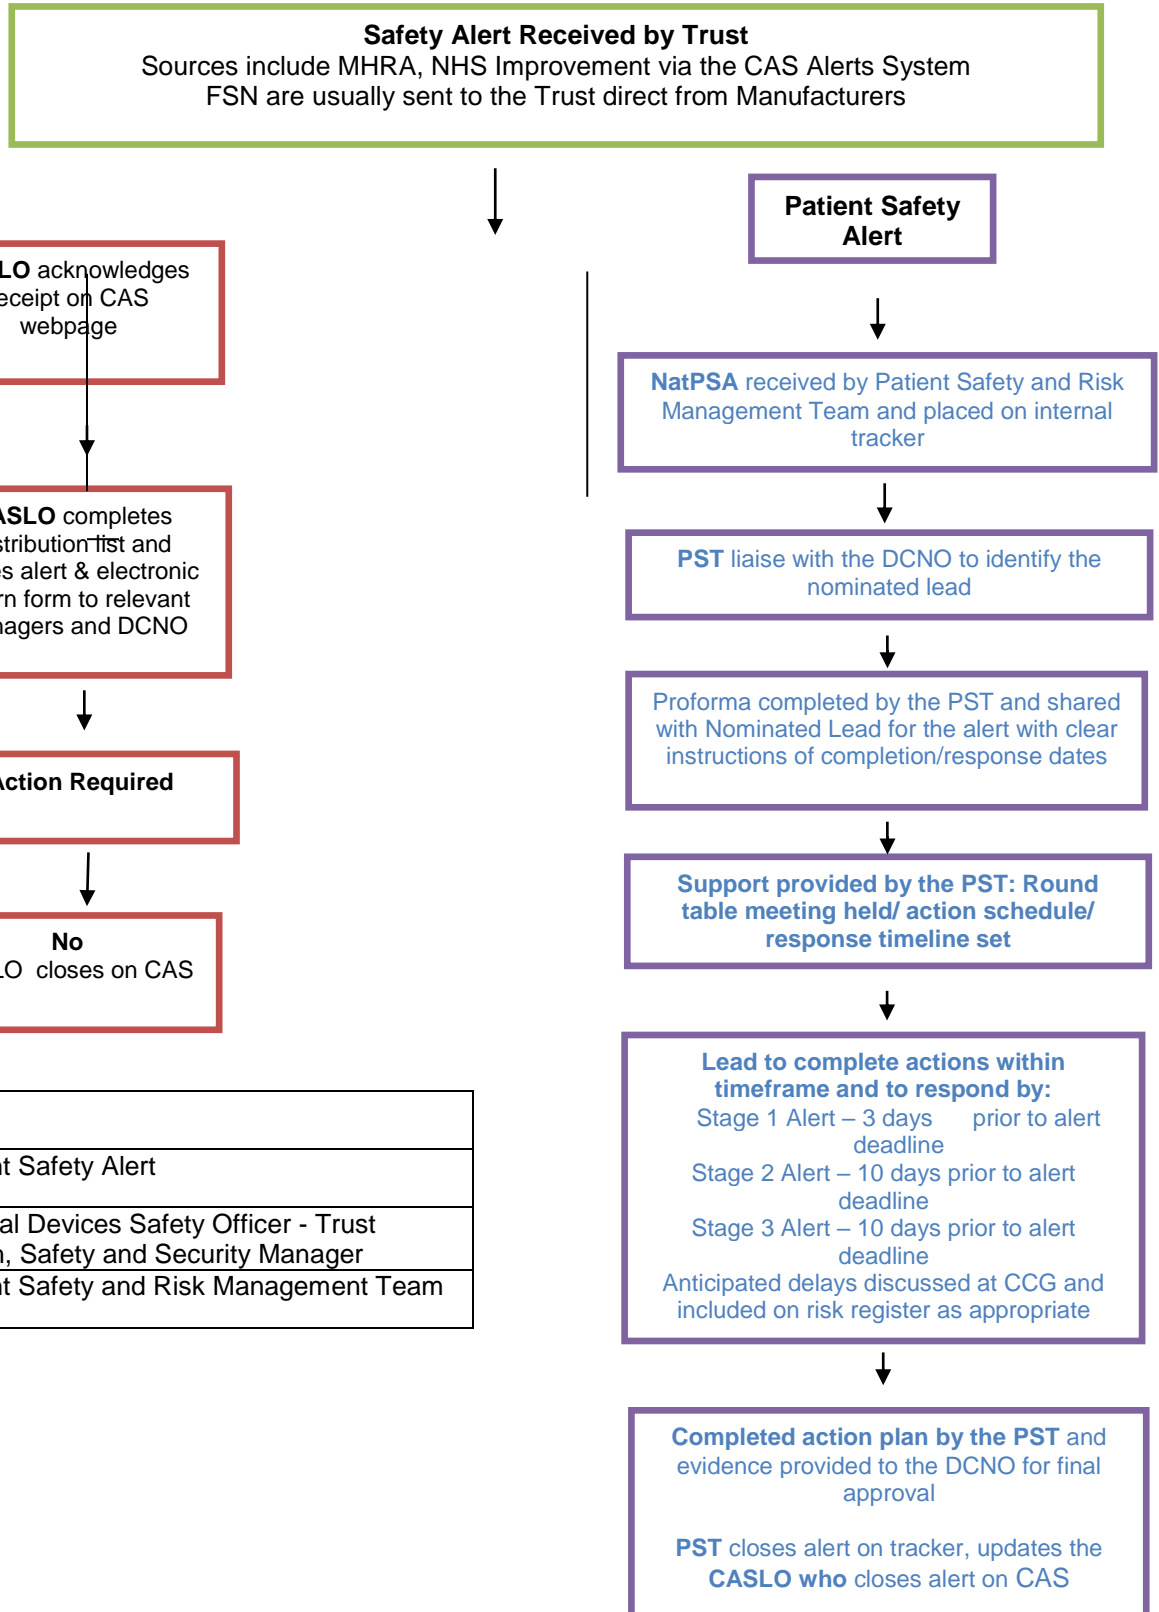 Safety Alert Received by Trust
Sources include MHRA, NHS Improvement via the CAS Alerts System
FSN are usually sent to the Trust direct from Manufacturers
LO acknowledges
eceipt on CAS
webpage
ASLO completes
stribution list and
es alert & electronic
rn form to relevant
nagers and DCNO
Action Required
No
LO closes on CAS
nt Safety Alert
al Devices Safety Officer - Trust
n, Safety and Security Manager
nt Safety and Risk Management Team
Patient Safety
Alert
NatPSA received by Patient Safety and Risk
Management Team and placed on internal
tracker
PST liaise with the DCNO to identify the
nominated lead
Proforma completed by the PST and shared
with Nominated Lead for the alert with clear
instructions of completion/response dates
Support provided by the PST: Round
table meeting held/ action schedule/
response timeline set
Lead to complete actions within
timeframe and to respond by:
Stage 1 Alert – 3 days prior to alert
deadline
Stage 2 Alert – 10 days prior to alert
deadline
Stage 3 Alert – 10 days prior to alert
deadline
Anticipated delays discussed at CCG and
included on risk register as appropriate
Completed action plan by the PST and
evidence provided to the DCNO for final
approval
PST closes alert on tracker, updates the
CASLO who closes alert on CAS